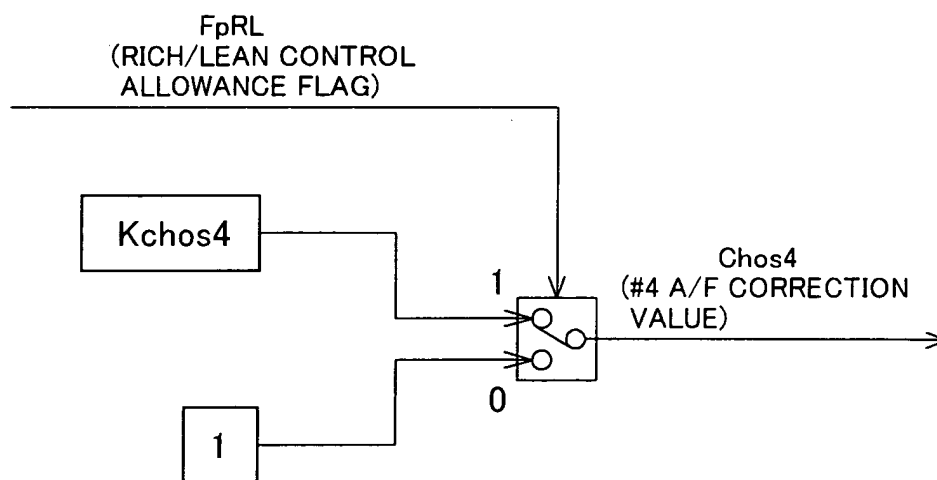 FpRL
(RICH/LEAN CONTROL
ALLOWANCE FLAG)
Kchos4
1
Chos4
(#4 A/F CORRECTION
VALUE)
0
1